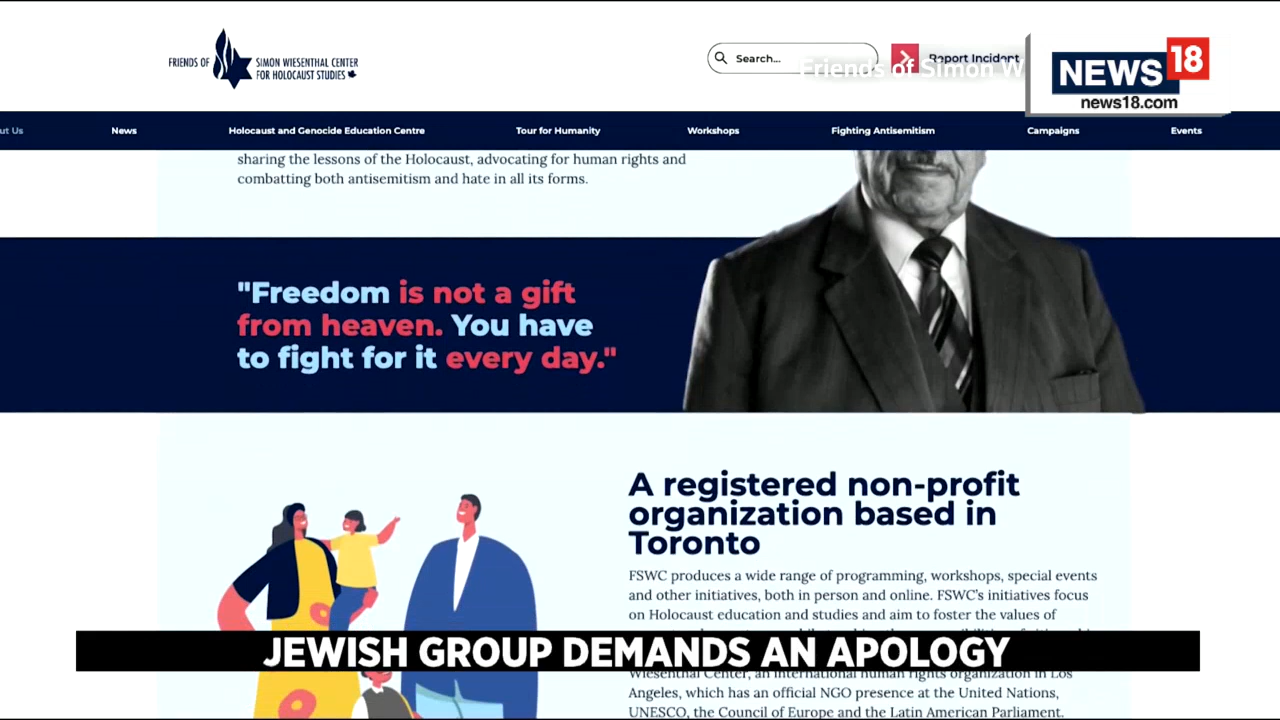 FRIENDS OF
SIMON WIESENTHAL CENTER
FOR HOLOCAUST STUDIES
Search...
Report Incident
Friends of Simon W
NEWS 18
news18.com
ut Us
News
Holocaust and Genocide Education Centre
Tour for Humanity
Workshops
Fighting Antisemitism
Campaigns
Events
sharing the lessons of the Holocaust, advocating for human rights and
combatting both antisemitism and hate in all its forms.
"Freedom is not a gift
from heaven. You have
to fight for it every day."
A registered non-profit
organization based in
Toronto
FSWC produces a wide range of programming, workshops, special events
and other initiatives, both in person and online. FSWC's initiatives focus
on Holocaust education and studies and aim to foster the values of
JEWISH GROUP DEMANDS AN APOLOGY
Wiesenthal Center, an international human rights organization in Los
Angeles, which has an official NGO presence at the United Nations,
UNESCO, the Council of Europe and the Latin American Parliament.